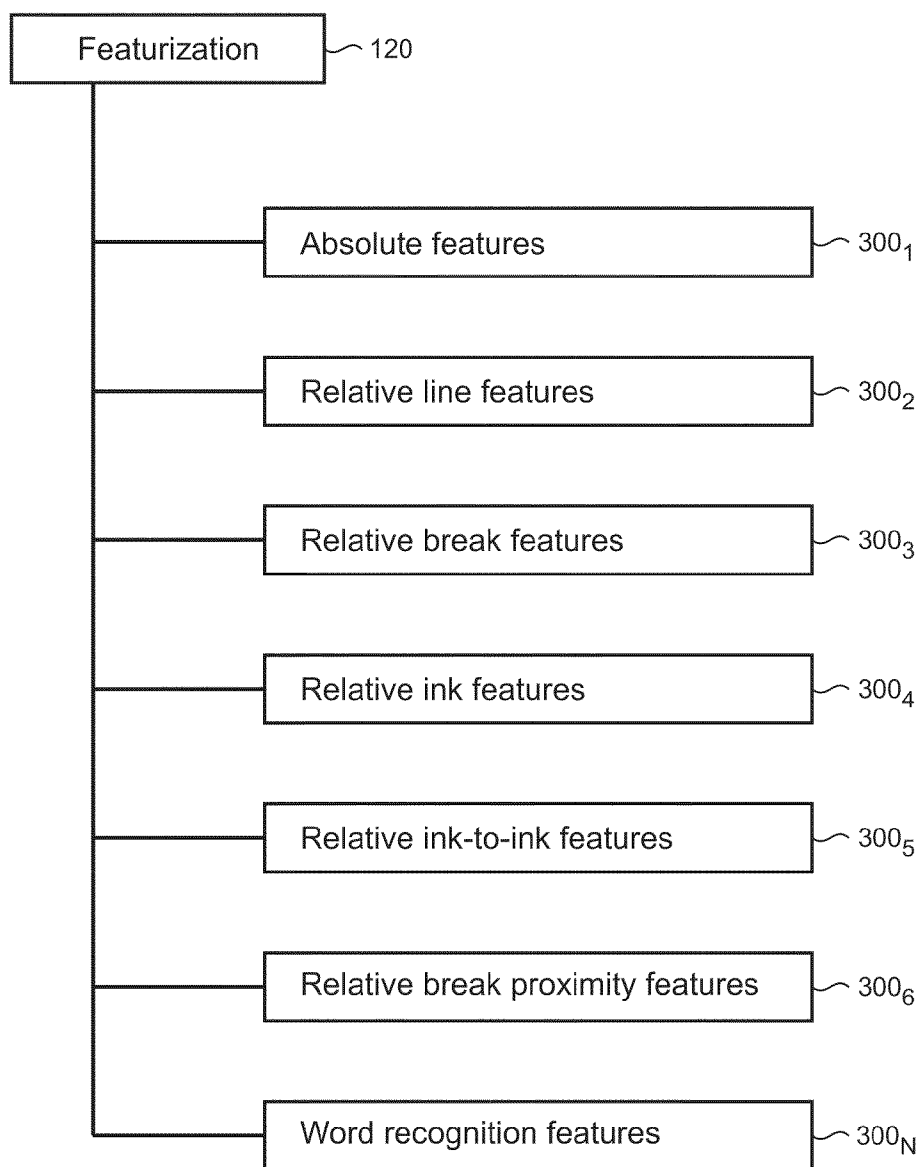 Featurization 120
Absolute features 300₁
Relative line features 300₂
Relative break features 300₃
Relative ink features 300₄
Relative ink-to-ink features 300₅
Relative break proximity features 300₆
Word recognition features 300_N